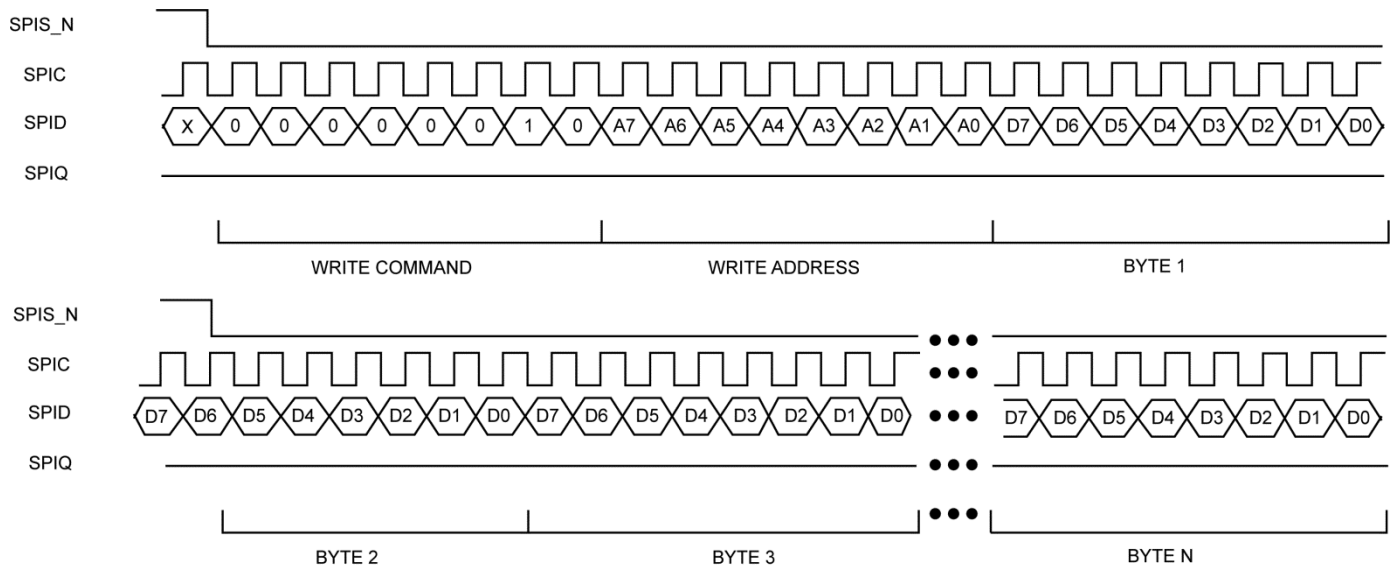 SPIS_N
SPIC
SPID X 0 0 0 0 0 0 1 0 A7 A6 A5 A4 A3 A2 A1 A0 D7 D6 D5 D4 D3 D2 D1 D0
SPIQ
WRITE COMMAND WRITE ADDRESS BYTE 1
SPIS_N
SPIC
SPID D7 D6 D5 D4 D3 D2 D1 D0 D7 D6 D5 D4 D3 D2 D1 D0 D7 D6 D5 D4 D3 D2 D1 D0
SPIQ
BYTE 2 BYTE 3 BYTE N